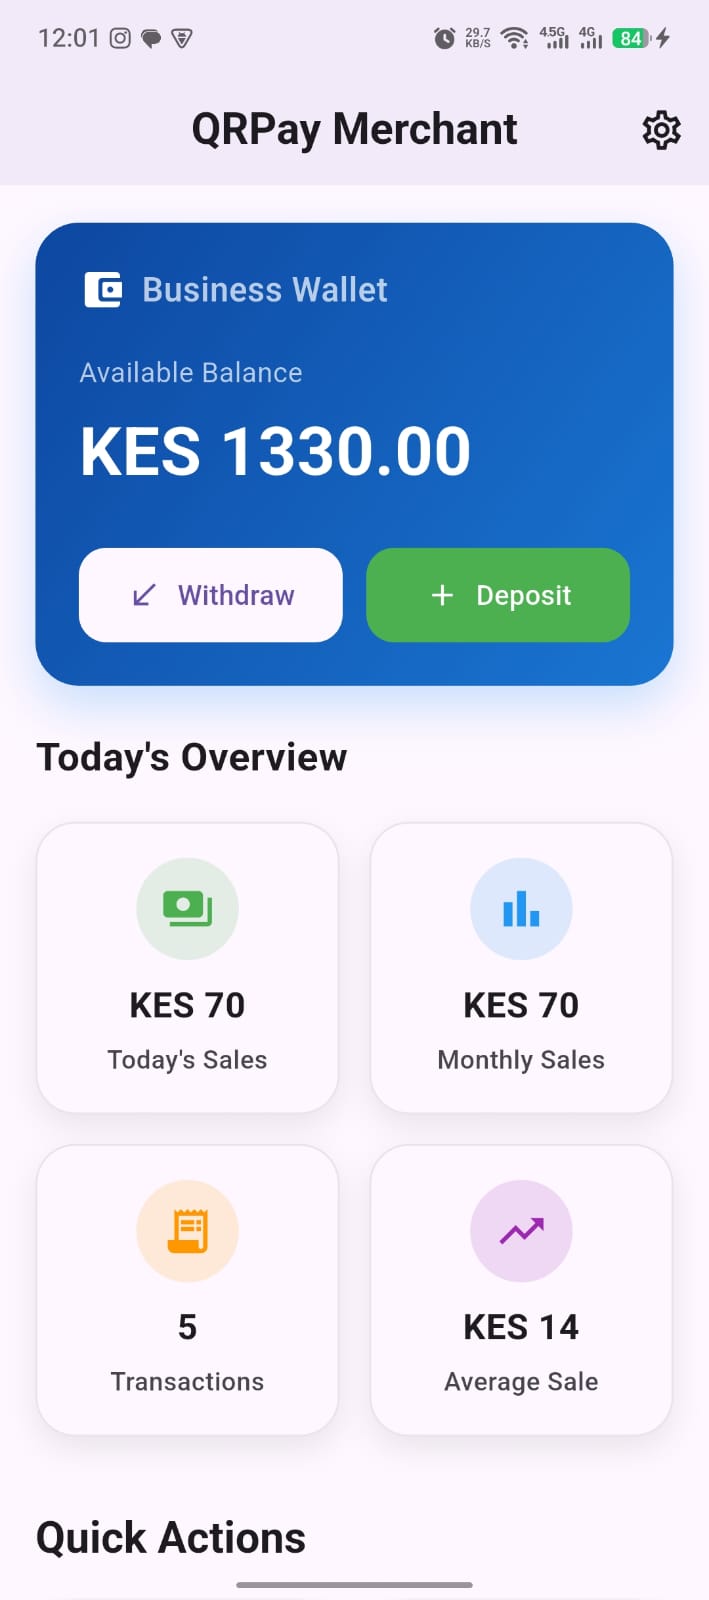 12:01 29.7 KB/S 4.5G 4G 84
QRPay Merchant
Business Wallet
Available Balance
KES 1330.00
Withdraw Deposit
Today's Overview
KES 70 KES 70
Today's Sales Monthly Sales
5 KES 14
Transactions Average Sale
Quick Actions